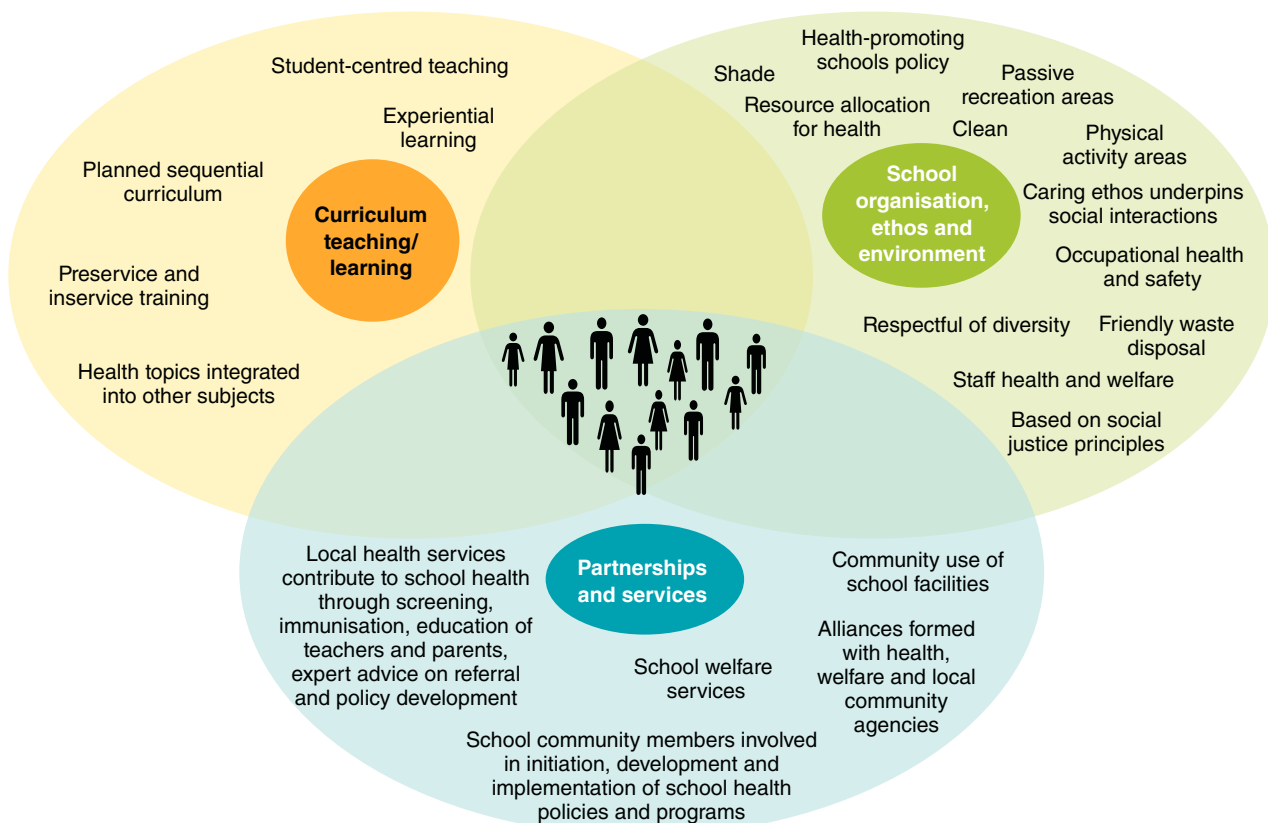 Student-centred teaching
Experiential
learning
Planned sequential
curriculum
Curriculum
teaching/
learning
Preservice and
inservice training
Health topics integrated
into other subjects
Health-promoting
schools policy
Shade
Passive
recreation areas
Resource allocation
for health
Clean
Physical
activity areas
School
organisation,
ethos and
environment
Caring ethos underpins
social interactions
Occupational health
and safety
Respectful of diversity
Friendly waste
disposal
Staff health and welfare
Based on social
justice principles
Partnerships
and services
Local health services
contribute to school health
through screening,
immunisation, education of
teachers and parents,
expert advice on referral
and policy development
School welfare
services
Community use of
school facilities
Alliances formed
with health,
welfare and local
community
agencies
School community members involved
in initiation, development and
implementation of school health
policies and programs